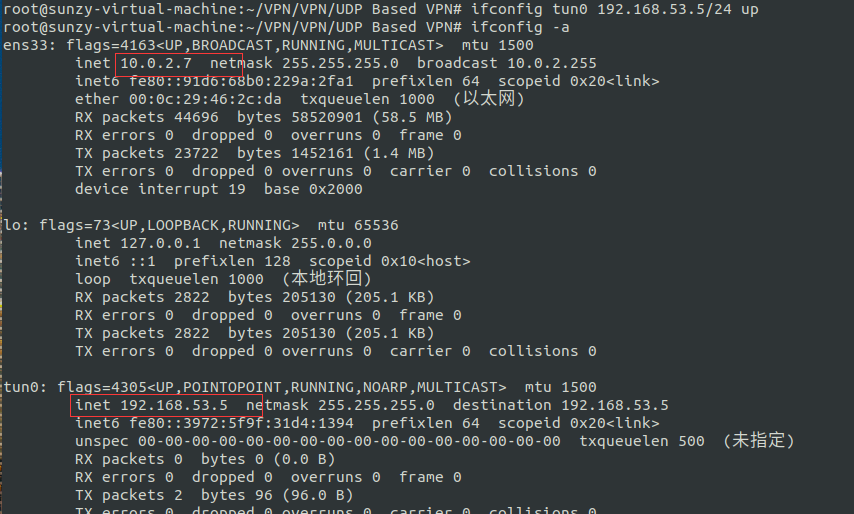 root@sunzy-virtual-machine:~/VPN/VPN/UDP Based VPN# ifconfig tun0 192.168.53.5/24 up
root@sunzy-virtual-machine:~/VPN/VPN/UDP Based VPN# ifconfig -a
ens33: flags=4163<UP,BROADCAST,RUNNING,MULTICAST>  mtu 1500
        inet 10.0.2.7  netmask 255.255.255.0  broadcast 10.0.2.255
        inet6 fe80::91d6:68b0:229a:2fa1  prefixlen 64  scopeid 0x20<link>
        ether 00:0c:29:46:2c:da  txqueuelen 1000  (以太网)
        RX packets 44696  bytes 58520901 (58.5 MB)
        RX errors 0  dropped 0  overruns 0  frame 0
        TX packets 23722  bytes 1452161 (1.4 MB)
        TX errors 0  dropped 0 overruns 0  carrier 0  collisions 0
        device interrupt 19  base 0x2000
lo: flags=73<UP,LOOPBACK,RUNNING>  mtu 65536
        inet 127.0.0.1  netmask 255.0.0.0
        inet6 ::1  prefixlen 128  scopeid 0x10<host>
        loop  txqueuelen 1000  (本地环回)
        RX packets 2822  bytes 205130 (205.1 KB)
        RX errors 0  dropped 0  overruns 0  frame 0
        TX packets 2822  bytes 205130 (205.1 KB)
        TX errors 0  dropped 0 overruns 0  carrier 0  collisions 0
tun0: flags=4305<UP,POINTOPOINT,RUNNING,NOARP,MULTICAST>  mtu 1500
        inet 192.168.53.5  netmask 255.255.255.0  destination 192.168.53.5
        inet6 fe80::3972:5f9f:31d4:1394  prefixlen 64  scopeid 0x20<link>
        unspec 00-00-00-00-00-00-00-00-00-00-00-00-00-00-00-00  txqueuelen 500  (未指定)
        RX packets 0  bytes 0 (0.0 B)
        RX errors 0  dropped 0  overruns 0  frame 0
        TX packets 2  bytes 96 (96.0 B)
        TX errors 0  dropped 0 overruns 0  carrier 0  collisions 0